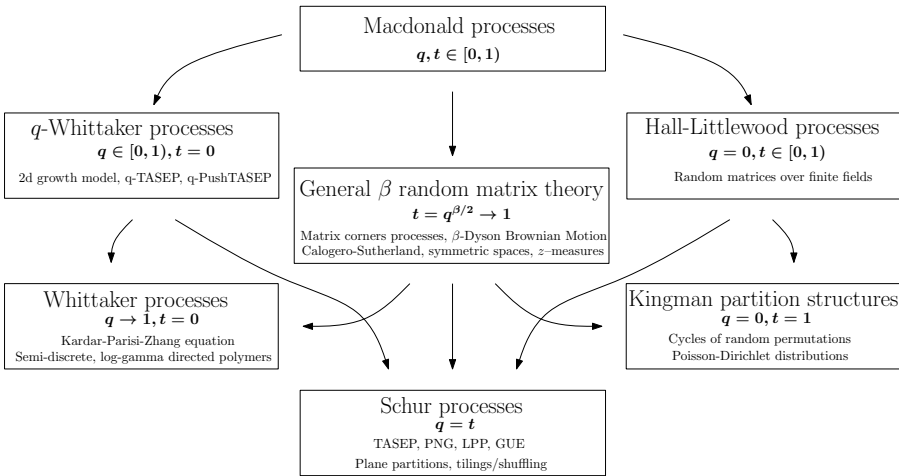 Macdonald processes
q, t ∈ [0, 1)
q-Whittaker processes
q ∈ [0, 1), t = 0
2d growth model, q-TASEP, q-PushTASEP
Hall-Littlewood processes
q = 0, t ∈ [0, 1)
Random matrices over finite fields
General β random matrix theory
t = q^{β/2} → 1
Matrix corners processes, β-Dyson Brownian Motion
Calogero-Sutherland, symmetric spaces, z–measures
Whittaker processes
q → 1, t = 0
Kardar-Parisi-Zhang equation
Semi-discrete, log-gamma directed polymers
Kingman partition structures
q = 0, t = 1
Cycles of random permutations
Poisson-Dirichlet distributions
Schur processes
q = t
TASEP, PNG, LPP, GUE
Plane partitions, tilings/shuffling